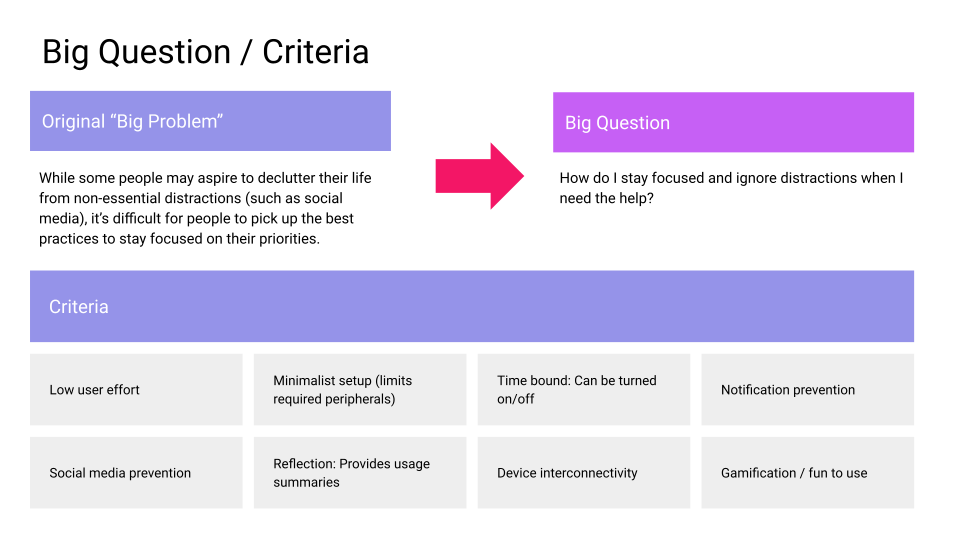 Big Question / Criteria
Original “Big Problem”
While some people may aspire to declutter their life
from non-essential distractions (such as social
media), it’s difficult for people to pick up the best
practices to stay focused on their priorities.
Big Question
How do I stay focused and ignore distractions when I
need the help?
Criteria
Low user effort
Minimalist setup (limits
required peripherals)
Time bound: Can be turned
on/off
Notification prevention
Social media prevention
Reflection: Provides usage
summaries
Device interconnectivity
Gamification / fun to use